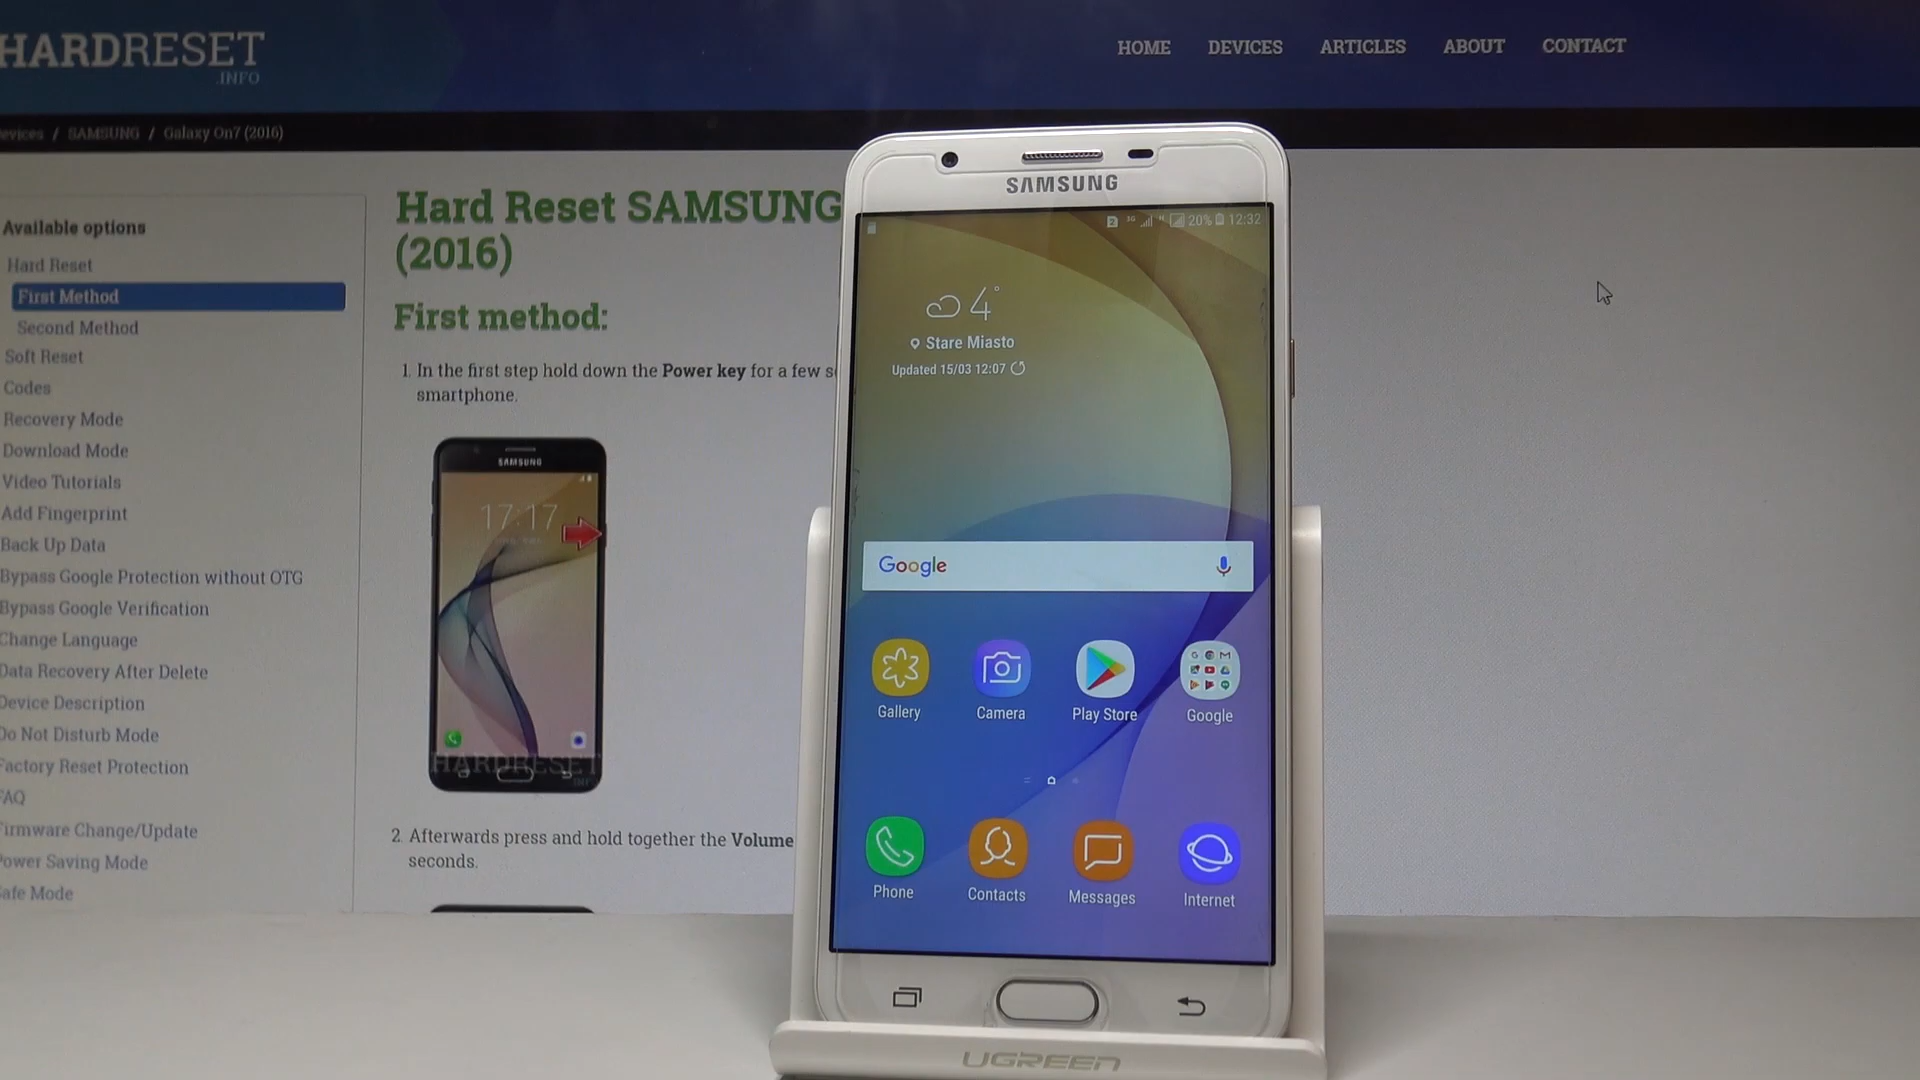 HARDRESET
.INFO
HOME DEVICES ARTICLES ABOUT CONTACT
/ SAMSUNG / Galaxy On7 (2016)
Available options
Hard Reset
First Method
Second Method
Soft Reset
Codes
Recovery Mode
Download Mode
Video Tutorials
Add Fingerprint
Back Up Data
Bypass Google Protection without OTG
Bypass Google Verification
Change Language
Data Recovery After Delete
Device Description
Do Not Disturb Mode
Factory Reset Protection
FAQ
Firmware Change/Update
Power Saving Mode
Safe Mode
Hard Reset SAMSUNG
(2016)
First method:
1. In the first step hold down the Power key for a few
smartphone.
SAMSUNG
17:17
HARDRESET
2. Afterwards press and hold together the Volume
seconds.
SAMSUNG
2 3G H 20% 12:32
4°
Stare Miasto
Updated 15/03 12:07
Google
Gallery Camera Play Store Google
Phone Contacts Messages Internet
UGREEN